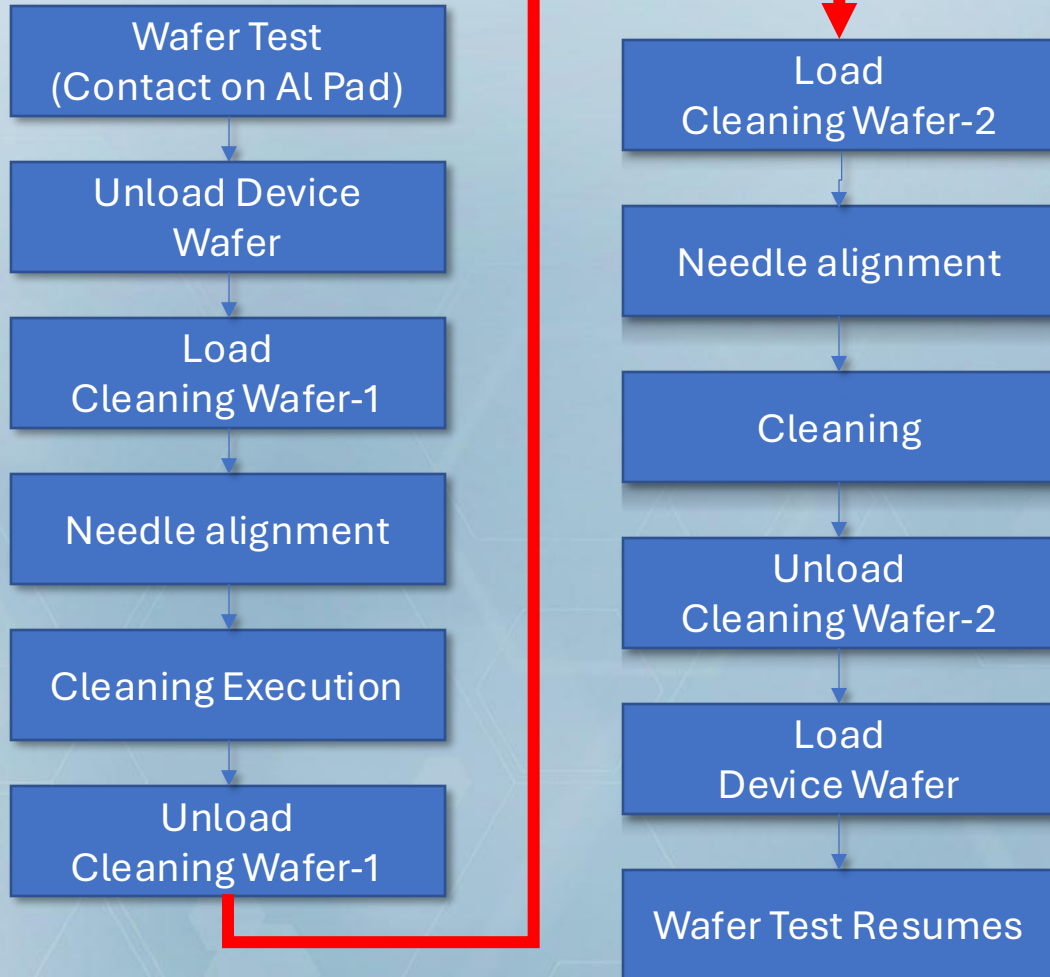 Wafer Test
(Contact on Al Pad)
Unload Device
Wafer
Load
Cleaning Wafer-1
Needle alignment
Cleaning Execution
Unload
Cleaning Wafer-1
Load
Cleaning Wafer-2
Needle alignment
Cleaning
Unload
Cleaning Wafer-2
Load
Device Wafer
Wafer Test Resumes